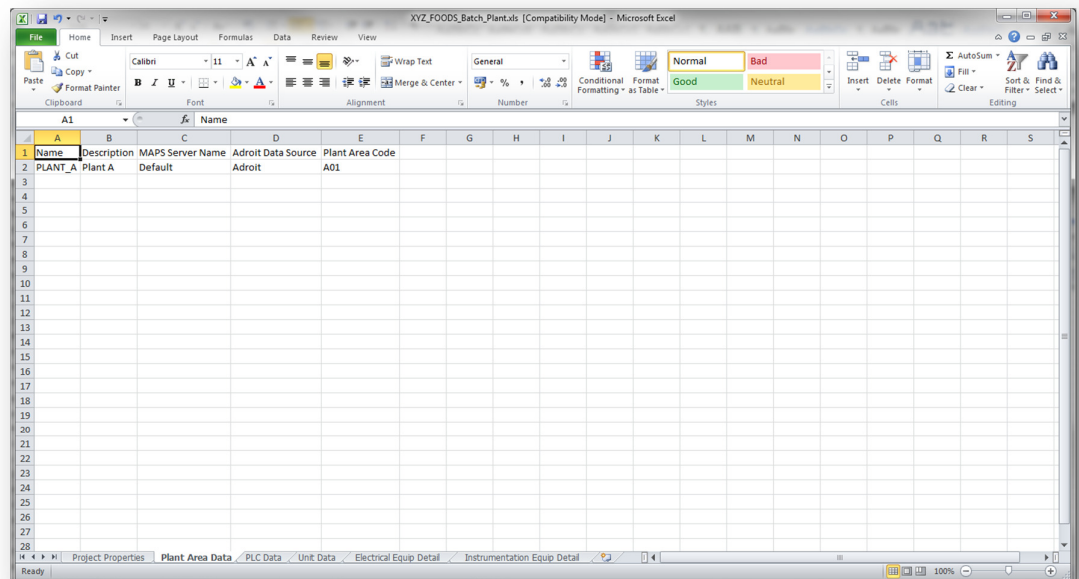 XYZ_FOODS_Batch_Plant.xls [Compatibility Mode] - Microsoft Excel
File Home Insert Page Layout Formulas Data Review View
Cut
Copy
Format Painter
Paste
Clipboard
Calibri 11
B I U
Font
Wrap Text
Merge & Center
Alignment
General
% ,
Number
Conditional Formatting
Format as Table
Normal Bad
Good Neutral
Styles
Insert Delete Format
Cells
Σ AutoSum
Fill
Clear
Sort & Filter
Find & Select
Editing
A1 fx Name
A B C D E F G H I J K L M N O P Q R S
1 Name Description MAPS Server Name Adroit Data Source Plant Area Code
2 PLANT_A Plant A Default Adroit A01
3
4
5
6
7
8
9
10
11
12
13
14
15
16
17
18
19
20
21
22
23
24
25
26
27
28
Project Properties Plant Area Data PLC Data Unit Data Electrical Equip Detail Instrumentation Equip Detail
Ready 100%